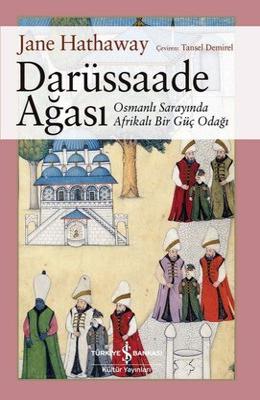 Jane Hathaway
Çeviren: Tansel Demirel
Darüssaade
Ağası
Osmanlı Sarayında
Afrikalı Bir Güç Odağı
TÜRKİYE İŞ BANKASI
Kültür Yayınları